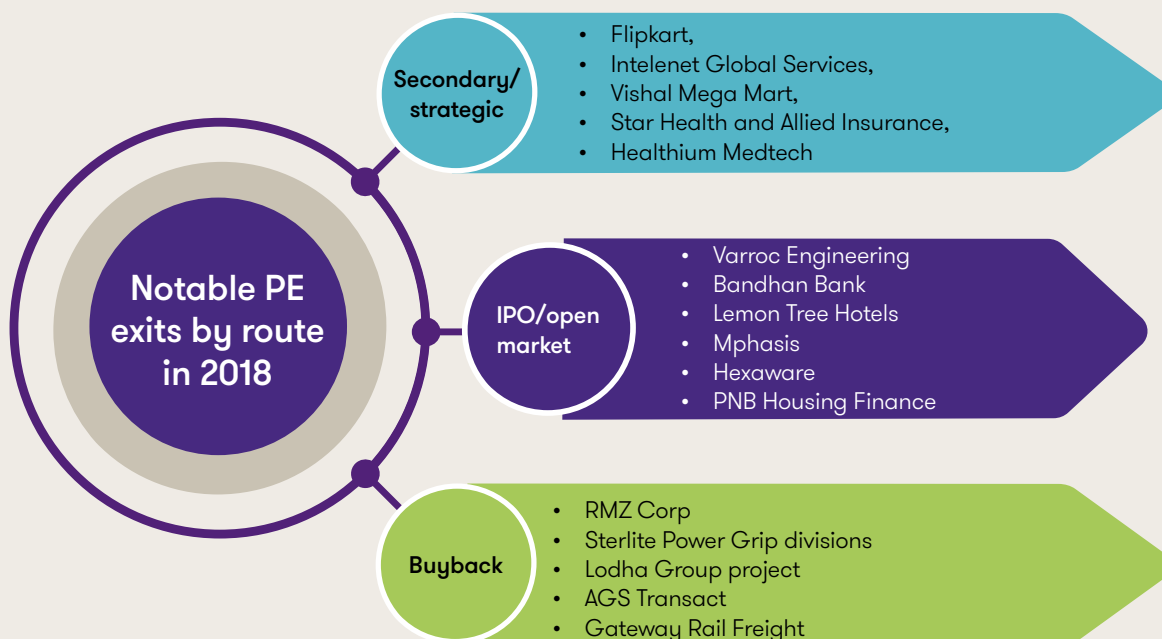 Notable PE
exits by route
in 2018
Secondary/
strategic
• Flipkart,
• Intelenet Global Services,
• Vishal Mega Mart,
• Star Health and Allied Insurance,
• Healthium Medtech
IPO/open
market
• Varroc Engineering
• Bandhan Bank
• Lemon Tree Hotels
• Mphasis
• Hexaware
• PNB Housing Finance
Buyback
• RMZ Corp
• Sterlite Power Grip divisions
• Lodha Group project
• AGS Transact
• Gateway Rail Freight